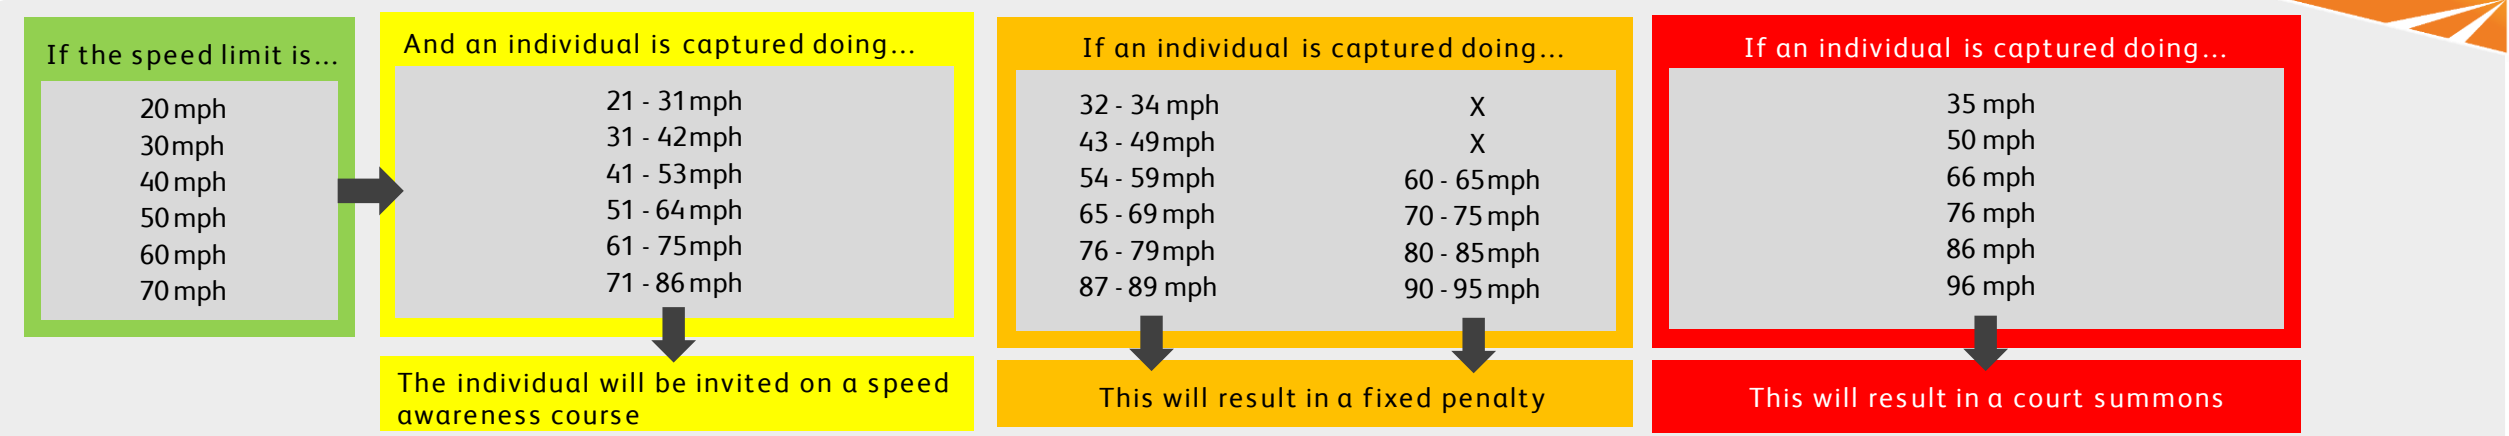 If the speed limit is...
20 mph
30mph
40 mph
50 mph
60 mph
70 mph
And an individual is captured doing...
21 - 31mph
31 - 42mph
41 - 53mph
51 - 64 mph
61 - 75mph
71 - 86 mph
The individual will be invited on a speed
awareness course
If an individual is captured doing...
32 - 34 mph X
43 - 49mph X
54 - 59mph 60 - 65mph
65 - 69 mph 70 - 75 mph
76 - 79mph 80 - 85mph
87 - 89 mph 90 - 95 mph
This will result in a fixed penalty
If an individual is captured doing...
35 mph
50 mph
66 mph
76 mph
86 mph
96 mph
This will result in a court summons